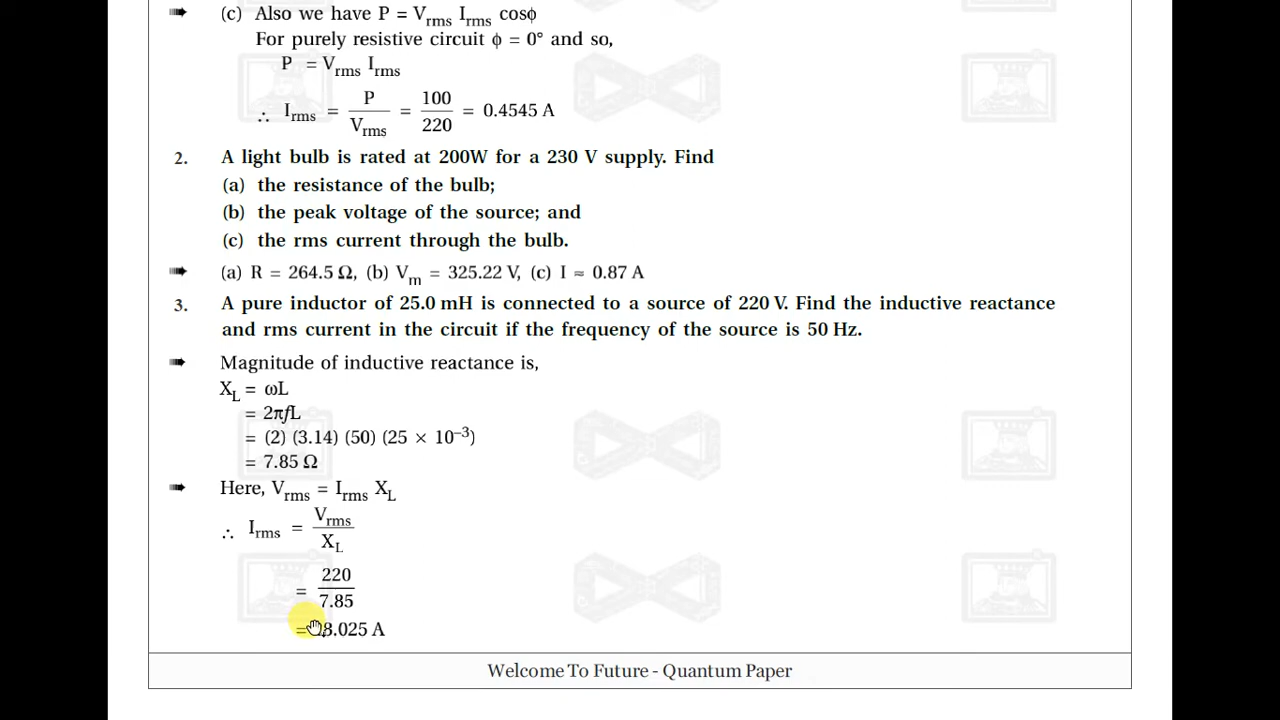 (c) Also we have P = Vrms Irms cosϕ
For purely resistive circuit ϕ = 0° and so,
P = Vrms Irms
∴ Irms = P / Vrms = 100 / 220 = 0.4545 A
2. A light bulb is rated at 200W for a 230 V supply. Find
(a) the resistance of the bulb;
(b) the peak voltage of the source; and
(c) the rms current through the bulb.
(a) R = 264.5 Ω, (b) Vm = 325.22 V, (c) I ≈ 0.87 A
3. A pure inductor of 25.0 mH is connected to a source of 220 V. Find the inductive reactance
and rms current in the circuit if the frequency of the source is 50 Hz.
Magnitude of inductive reactance is,
XL = ωL
= 2πfL
= (2) (3.14) (50) (25 × 10⁻³)
= 7.85 Ω
Here, Vrms = Irms XL
∴ Irms = Vrms / XL
= 220 / 7.85
= 8.025 A
Welcome To Future - Quantum Paper